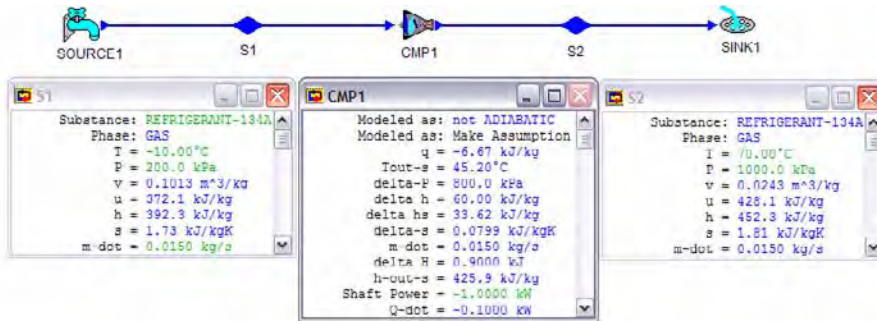 SOURCE1
S1
CMP1
S2
SINK1
S1
Substance: REFRIGERANT-134A
Phase: GAS
T = -10.00°C
P = 200.0 kPa
v = 0.1013 m^3/kg
u = 372.1 kJ/kg
h = 392.3 kJ/kg
s = 1.73 kJ/kgK
m-dot = 0.0150 kg/s
CMP1
Modeled as: not ADIABATIC
Modeled as: Make Assumption
q = -6.67 kJ/kg
Tout-s = 45.20°C
delta-P = 800.0 kPa
delta h = 60.00 kJ/kg
delta hs = 33.62 kJ/kg
delta-s = 0.0799 kJ/kgK
m dot = 0.0150 kg/s
delta H = 0.9000 kJ
h-out-s = 425.9 kJ/kg
Shaft Power = -1.0000 kW
Q-dot = -0.1000 kW
S2
Substance: REFRIGERANT-134A
Phase: GAS
T = 70.00°C
P = 1000.0 kPa
v = 0.0243 m^3/kg
u = 428.1 kJ/kg
h = 452.3 kJ/kg
s = 1.81 kJ/kgK
m-dot = 0.0150 kg/s